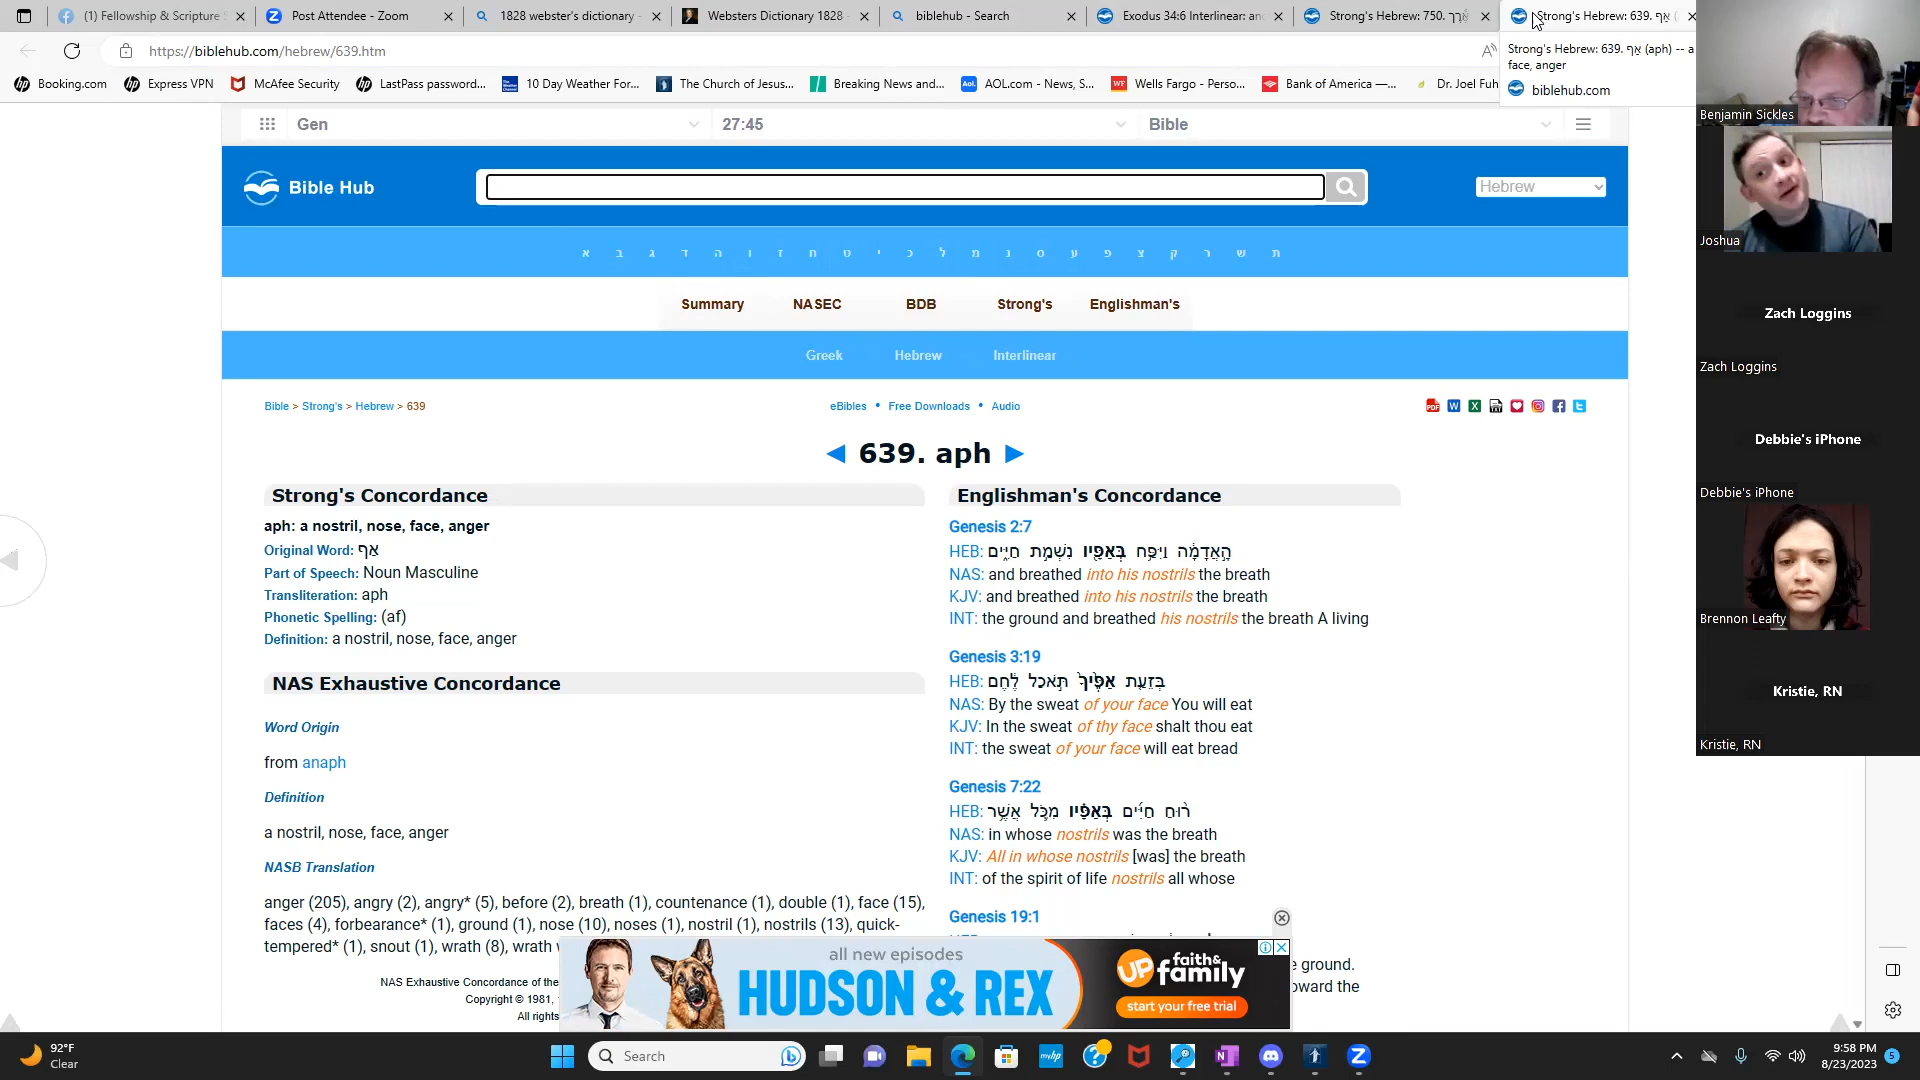 (1) Fellowship & Scripture
Post Attendee - Zoom
1828 webster's dictionary -
Websters Dictionary 1828 -
biblehub - Search
Exodus 34:6 Interlinear: an
Strong's Hebrew: 750. אָרֵךְ
Strong's Hebrew: 639. אַף (
https://biblehub.com/hebrew/639.htm
Strong's Hebrew: 639. אַף (aph) -- a
face, anger
biblehub.com
Booking.com
Express VPN
McAfee Security
LastPass password...
10 Day Weather For...
The Church of Jesus...
Breaking News and...
AOL.com - News, S...
Wells Fargo - Perso...
Bank of America —...
Dr. Joel Fuh
Gen
27:45
Bible
Bible Hub
Hebrew
א ב ג ד ה ו ז ח ט י כ ל מ נ ס ע פ צ ק ר ש ת
Summary NASEC BDB Strong's Englishman's
Greek Hebrew Interlinear
Bible > Strong's > Hebrew > 639
eBibles • Free Downloads • Audio
◄ 639. aph ►
Strong's Concordance
aph: a nostril, nose, face, anger
Original Word: אַף
Part of Speech: Noun Masculine
Transliteration: aph
Phonetic Spelling: (af)
Definition: a nostril, nose, face, anger
NAS Exhaustive Concordance
Word Origin
from anaph
Definition
a nostril, nose, face, anger
NASB Translation
anger (205), angry (2), angry* (5), before (2), breath (1), countenance (1), double (1), face (15),
faces (4), forbearance* (1), ground (1), nose (10), noses (1), nostril (1), nostrils (13), quick-
tempered* (1), snout (1), wrath (8), wrath
NAS Exhaustive Concordance of the
Copyright © 1981,
All rights
Englishman's Concordance
Genesis 2:7
HEB: הָ֣אֲדָמָ֔ה וַיִּפַּ֥ח בְּאַפָּ֖יו נִשְׁמַ֣ת חַיִּ֑ים
NAS: and breathed into his nostrils the breath
KJV: and breathed into his nostrils the breath
INT: the ground and breathed his nostrils the breath A living
Genesis 3:19
HEB: בְּזֵעַ֤ת אַפֶּ֙יךָ֙ תֹּ֣אכַל לֶ֔חֶם
NAS: By the sweat of your face You will eat
KJV: In the sweat of thy face shalt thou eat
INT: the sweat of your face will eat bread
Genesis 7:22
HEB: ר֨וּחַ חַיִּ֜ים בְּאַפָּ֗יו מִכֹּ֛ל אֲשֶׁ֥ר
NAS: in whose nostrils was the breath
KJV: All in whose nostrils [was] the breath
INT: of the spirit of life nostrils all whose
Genesis 19:1
e ground.
oward the
all new episodes
HUDSON & REX
UP faith& family
start your free trial
Benjamin Sickles
Joshua
Zach Loggins
Zach Loggins
Debbie's iPhone
Debbie's iPhone
Brennon Leafty
Kristie, RN
Kristie, RN
92°F
Clear
Search
9:58 PM
8/23/2023
5